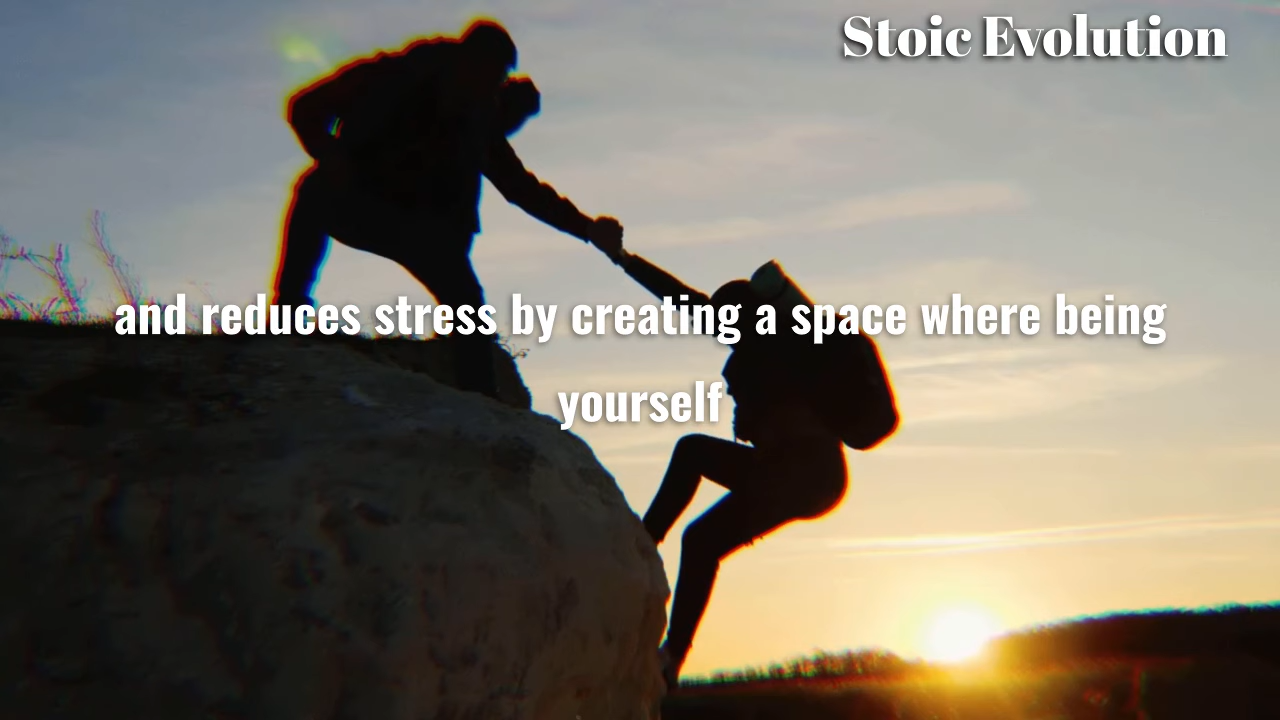 Stoic Evolution
and reduces stress by creating a space where being
yourself